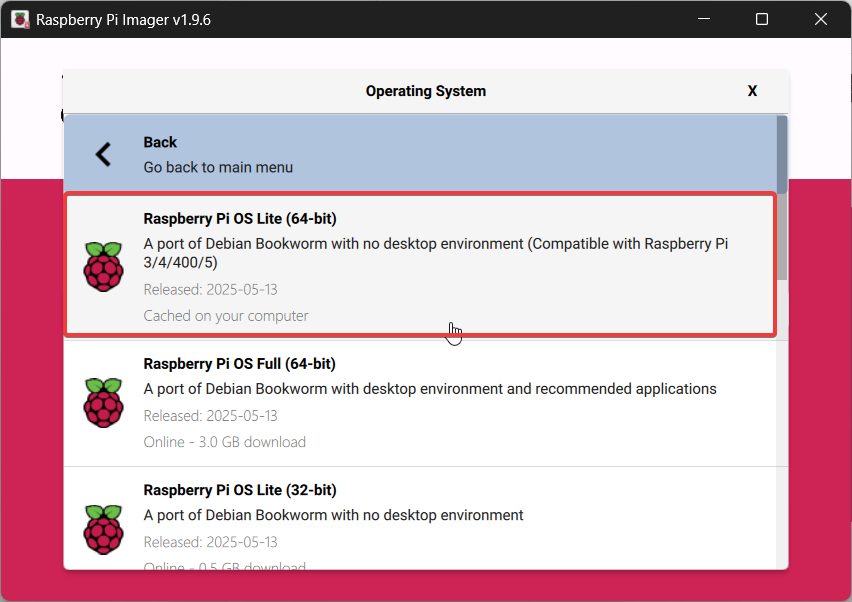 Raspberry Pi Imager v1.9.6
Operating System
X
Back
Go back to main menu
Raspberry Pi OS Lite (64-bit)
A port of Debian Bookworm with no desktop environment (Compatible with Raspberry Pi
3/4/400/5)
Released: 2025-05-13
Cached on your computer
Raspberry Pi OS Full (64-bit)
A port of Debian Bookworm with desktop environment and recommended applications
Released: 2025-05-13
Online - 3.0 GB download
Raspberry Pi OS Lite (32-bit)
A port of Debian Bookworm with no desktop environment
Released: 2025-05-13
Online - 0.5 GB download